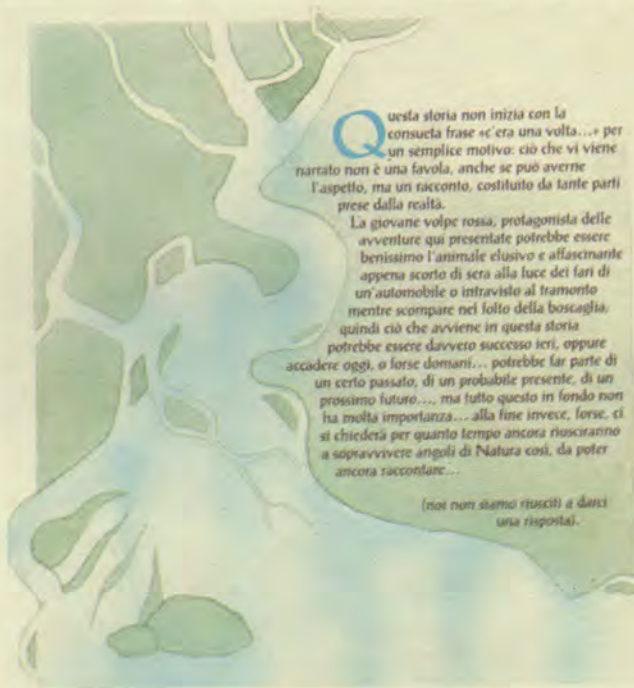 Questa storia non inizia con la
consueta frase «c'era una volta...» per
un semplice motivo: ciò che vi viene
narrato non è una favola, anche se può averne
l'aspetto, ma un racconto, costituito da tante parti
prese dalla realtà.
La giovane volpe rossa, protagonista delle
avventure qui presentate potrebbe essere
benissimo l'animale elusivo e affascinante
appena scorto di sera alla luce dei fari di
un'automobile o intravisto al tramonto
mentre scompare nel folto della boscaglia,
quindi ciò che avviene in questa storia
potrebbe essere davvero successo ieri, oppure
accadere oggi, o forse domani... potrebbe far parte di
un certo passato, di un probabile presente, di un
prossimo futuro..., ma tutto questo in fondo non
ha molta importanza... alla fine invece, forse, ci
si chiederà per quanto tempo ancora riusciranno
a sopravvivere angoli di Natura così, da poter
ancora raccontare...
(noi non siamo riusciti a darci
una risposta).